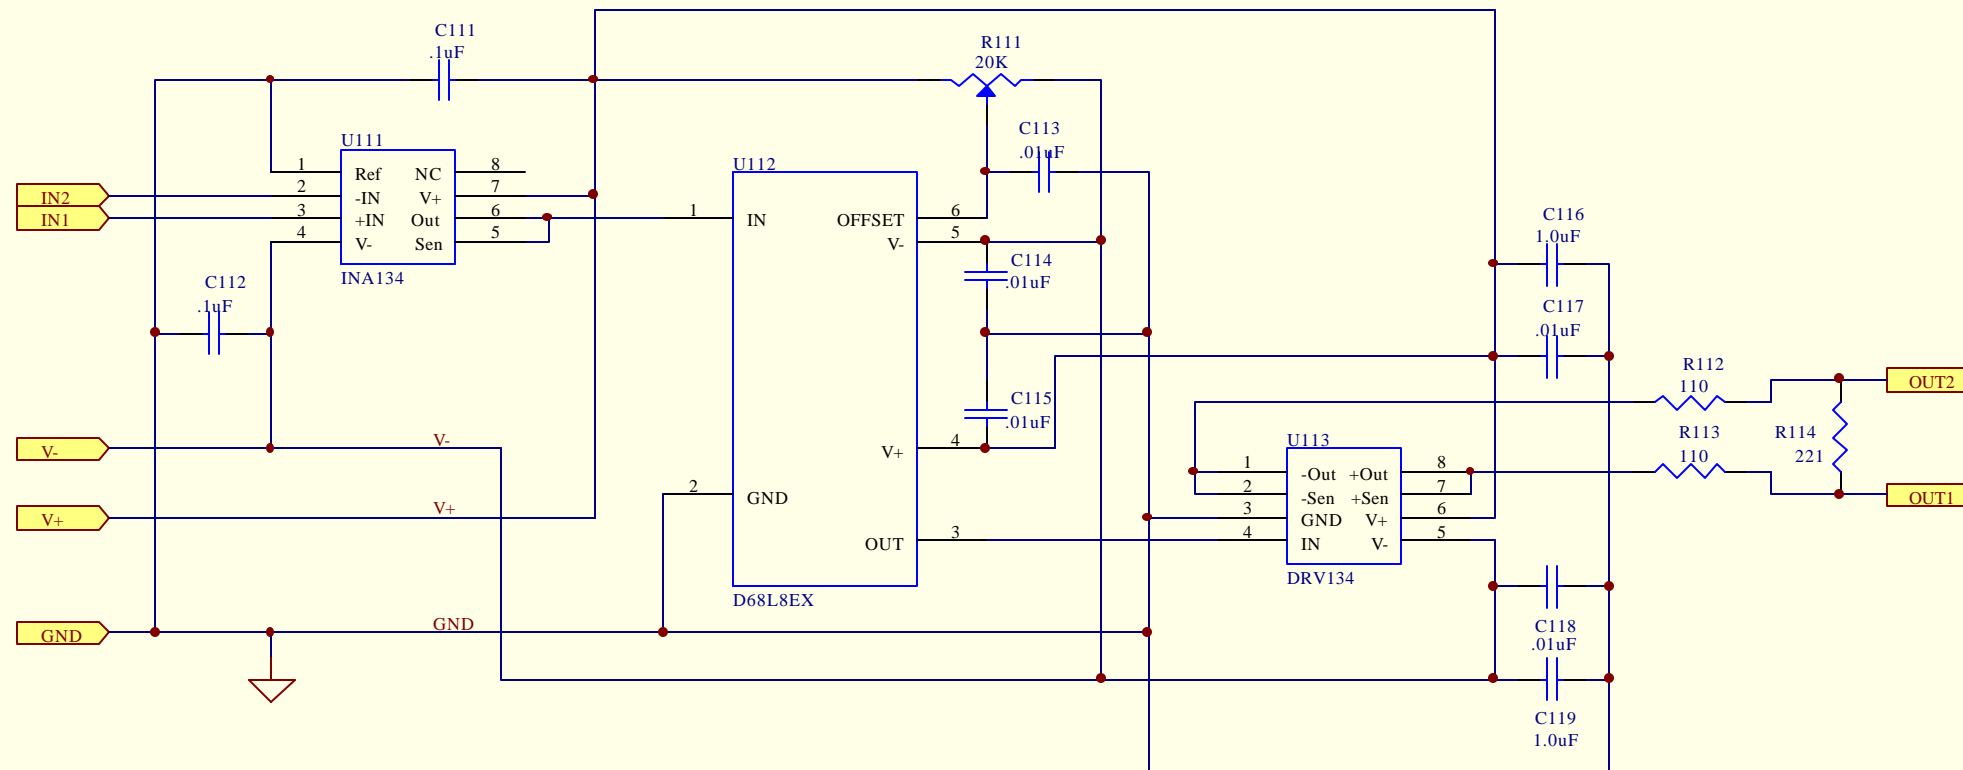 C111
.1uF
R111
20K
C113
.01uF
U111
1 Ref NC 8
2 -IN V+ 7
3 +IN Out 6
4 V- Sen 5
INA134
IN2
IN1
C112
.1uF
U112
1 IN OFFSET 6
V- 5
V+ 4
2 GND
OUT 3
D68L8EX
C114
.01uF
C115
.01uF
C116
1.0uF
C117
.01uF
R112
110
R113
110
R114
221
OUT2
OUT1
U113
1 -Out +Out 8
2 -Sen +Sen 7
3 GND V+ 6
4 IN V- 5
DRV134
V- V-
V+ V+
GND GND
C118
.01uF
C119
1.0uF